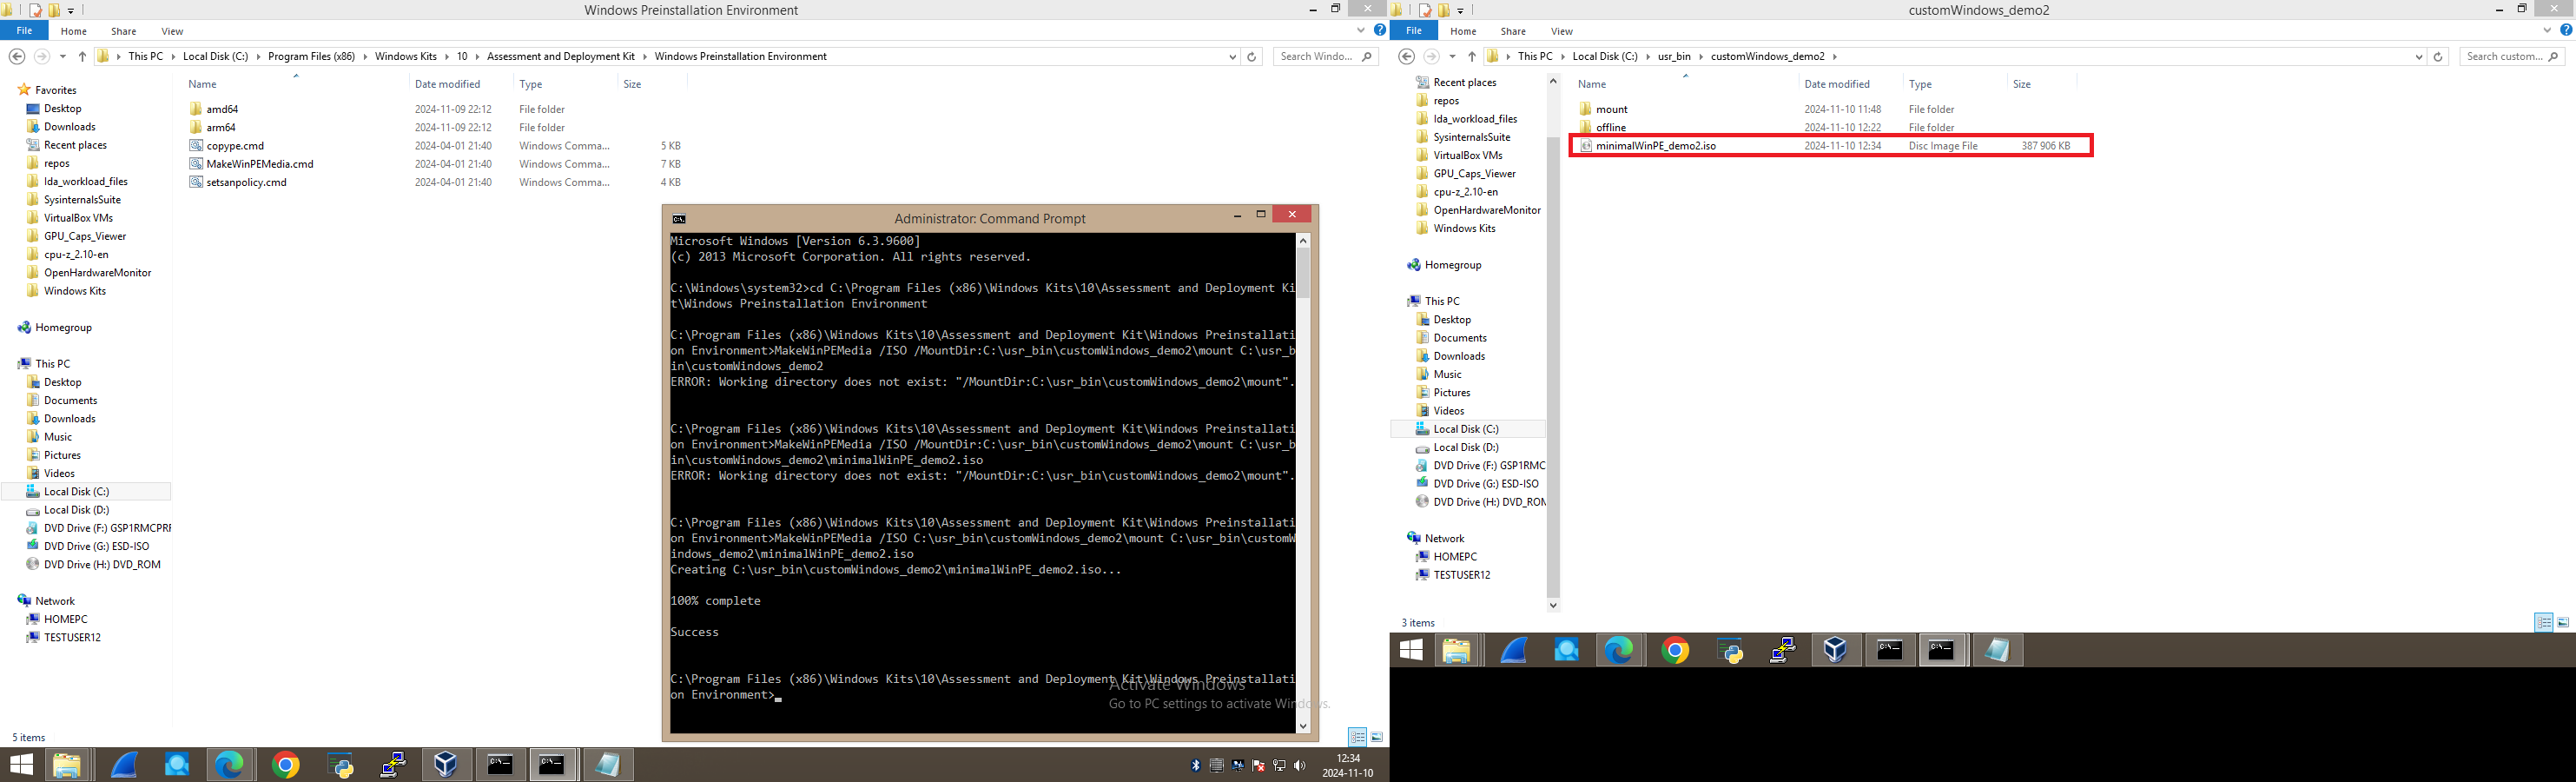 Windows Preinstallation Environment
File Home Share View
This PC Local Disk (C:) Program Files (x86) Windows Kits 10 Assessment and Deployment Kit Windows Preinstallation Environment
Search Windo...
Favorites
Desktop
Downloads
Recent places
repos
lda_workload_files
SysinternalsSuite
VirtualBox VMs
GPU_Caps_Viewer
cpu-z_2.10-en
OpenHardwareMonitor
Windows Kits
Homegroup
This PC
Desktop
Documents
Downloads
Music
Pictures
Videos
Local Disk (C:)
Local Disk (D:)
DVD Drive (F:) GSP1RMCPRF
DVD Drive (G:) ESD-ISO
DVD Drive (H:) DVD_ROM
Network
HOMEPC
TESTUSER12
5 items
Name Date modified Type Size
amd64 2024-11-09 22:12 File folder
arm64 2024-11-09 22:12 File folder
copype.cmd 2024-04-01 21:40 Windows Comma... 5 KB
MakeWinPEMedia.cmd 2024-04-01 21:40 Windows Comma... 7 KB
setsanpolicy.cmd 2024-04-01 21:40 Windows Comma... 4 KB
Administrator: Command Prompt
Microsoft Windows [Version 6.3.9600]
(c) 2013 Microsoft Corporation. All rights reserved.
C:\Windows\system32>cd C:\Program Files (x86)\Windows Kits\10\Assessment and Deployment Ki
t\Windows Preinstallation Environment
C:\Program Files (x86)\Windows Kits\10\Assessment and Deployment Kit\Windows Preinstallati
on Environment>MakeWinPEMedia /ISO /MountDir:C:\usr_bin\customWindows_demo2\mount C:\usr_b
in\customWindows_demo2
ERROR: Working directory does not exist: "/MountDir:C:\usr_bin\customWindows_demo2\mount".
C:\Program Files (x86)\Windows Kits\10\Assessment and Deployment Kit\Windows Preinstallati
on Environment>MakeWinPEMedia /ISO /MountDir:C:\usr_bin\customWindows_demo2\mount C:\usr_b
in\customWindows_demo2\minimalWinPE_demo2.iso
ERROR: Working directory does not exist: "/MountDir:C:\usr_bin\customWindows_demo2\mount".
C:\Program Files (x86)\Windows Kits\10\Assessment and Deployment Kit\Windows Preinstallati
on Environment>MakeWinPEMedia /ISO C:\usr_bin\customWindows_demo2\mount C:\usr_bin\customW
indows_demo2\minimalWinPE_demo2.iso
Creating C:\usr_bin\customWindows_demo2\minimalWinPE_demo2.iso...
100% complete
Success
C:\Program Files (x86)\Windows Kits\10\Assessment and Deployment Kit\Windows Preinstallati
on Environment>
Activate Windows
Go to PC settings to activate Windows.
12:34
2024-11-10
customWindows_demo2
File Home Share View
This PC Local Disk (C:) usr_bin customWindows_demo2
Search custom...
Recent places
repos
lda_workload_files
SysinternalsSuite
VirtualBox VMs
GPU_Caps_Viewer
cpu-z_2.10-en
OpenHardwareMonitor
Windows Kits
Homegroup
This PC
Desktop
Documents
Downloads
Music
Pictures
Videos
Local Disk (C:)
Local Disk (D:)
DVD Drive (F:) GSP1RMC
DVD Drive (G:) ESD-ISO
DVD Drive (H:) DVD_ROM
Network
HOMEPC
TESTUSER12
3 items
Name Date modified Type Size
mount 2024-11-10 11:48 File folder
offline 2024-11-10 12:22 File folder
minimalWinPE_demo2.iso 2024-11-10 12:34 Disc Image File 387 906 KB